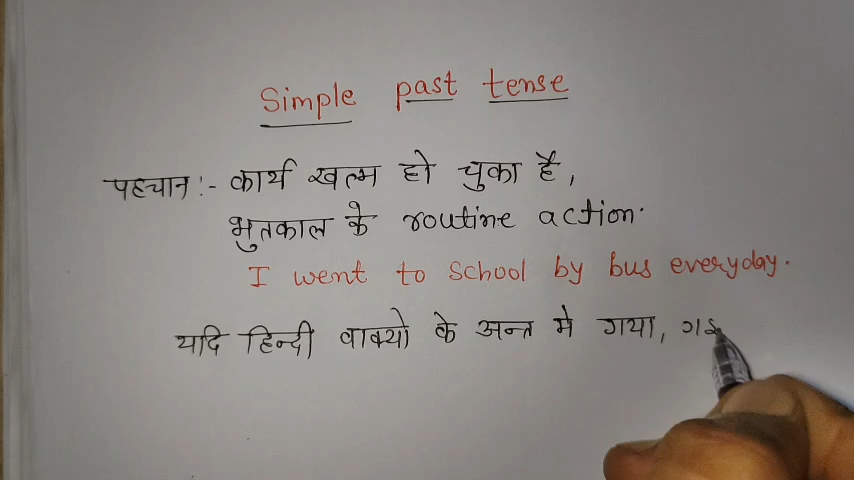 Simple past tense
पहचान :- कार्य खत्म हो चुका है,
भुतकाल के routine action.
I went to school by bus everyday.
यदि हिन्दी वाक्यो के अन्त मे गया,